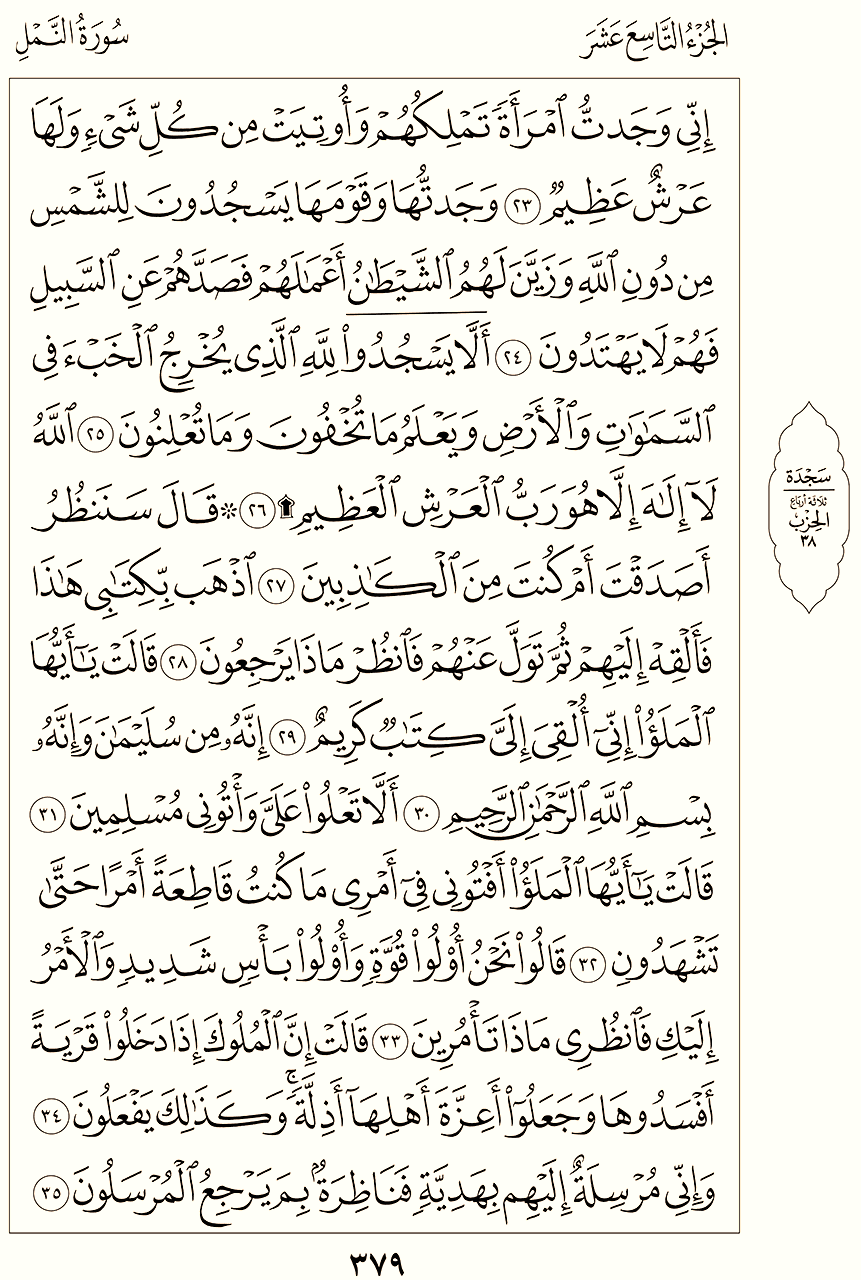 الجُزْءُ التَّاسِعَ عَشَرَ
سُورَةُ النَّمْلِ
إِنِّي وَجَدتُّ ٱمْرَأَةً تَمْلِكُهُمْ وَأُوتِيَتْ مِن كُلِّ شَيْءٍ وَلَهَا
عَرْشٌ عَظِيمٌ ٢٣ وَجَدتُّهَا وَقَوْمَهَا يَسْجُدُونَ لِلشَّمْسِ
مِن دُونِ ٱللَّهِ وَزَيَّنَ لَهُمُ ٱلشَّيْطَٰنُ أَعْمَٰلَهُمْ فَصَدَّهُمْ عَنِ ٱلسَّبِيلِ
فَهُمْ لَا يَهْتَدُونَ ٢٤ أَلَّا يَسْجُدُوا۟ لِلَّهِ ٱلَّذِي يُخْرِجُ ٱلْخَبْءَ فِي
ٱلسَّمَٰوَٰتِ وَٱلْأَرْضِ وَيَعْلَمُ مَا تُخْفُونَ وَمَا تُعْلِنُونَ ٢٥ ٱللَّهُ
لَآ إِلَٰهَ إِلَّا هُوَ رَبُّ ٱلْعَرْشِ ٱلْعَظِيمِ ۩ ٢٦ ۞ قَالَ سَنَنظُرُ
أَصَدَقْتَ أَمْ كُنتَ مِنَ ٱلْكَٰذِبِينَ ٢٧ ٱذْهَب بِّكِتَٰبِي هَٰذَا
فَأَلْقِهْ إِلَيْهِمْ ثُمَّ تَوَلَّ عَنْهُمْ فَٱنظُرْ مَاذَا يَرْجِعُونَ ٢٨ قَالَتْ يَٰٓأَيُّهَا
ٱلْمَلَؤُا۟ إِنِّيٓ أُلْقِيَ إِلَيَّ كِتَٰبٌ كَرِيمٌ ٢٩ إِنَّهُۥ مِن سُلَيْمَٰنَ وَإِنَّهُۥ
بِسْمِ ٱللَّهِ ٱلرَّحْمَٰنِ ٱلرَّحِيمِ ٣٠ أَلَّا تَعْلُوا۟ عَلَيَّ وَأْتُونِي مُسْلِمِينَ ٣١
قَالَتْ يَٰٓأَيُّهَا ٱلْمَلَؤُا۟ أَفْتُونِي فِيٓ أَمْرِي مَا كُنتُ قَاطِعَةً أَمْرًا حَتَّىٰ
تَشْهَدُونِ ٣٢ قَالُوا۟ نَحْنُ أُو۟لُوا۟ قُوَّةٍ وَأُو۟لُوا۟ بَأْسٍ شَدِيدٍ وَٱلْأَمْرُ
إِلَيْكِ فَٱنظُرِي مَاذَا تَأْمُرِينَ ٣٣ قَالَتْ إِنَّ ٱلْمُلُوكَ إِذَا دَخَلُوا۟ قَرْيَةً
أَفْسَدُوهَا وَجَعَلُوٓا۟ أَعِزَّةَ أَهْلِهَآ أَذِلَّةً ۚ وَكَذَٰلِكَ يَفْعَلُونَ ٣٤
وَإِنِّي مُرْسِلَةٌ إِلَيْهِم بِهَدِيَّةٍ فَنَاظِرَةٌۢ بِمَ يَرْجِعُ ٱلْمُرْسَلُونَ ٣٥
سَجْدَة
ثلاثة أرباع
الحِزْب
٣٨
٣٧٩